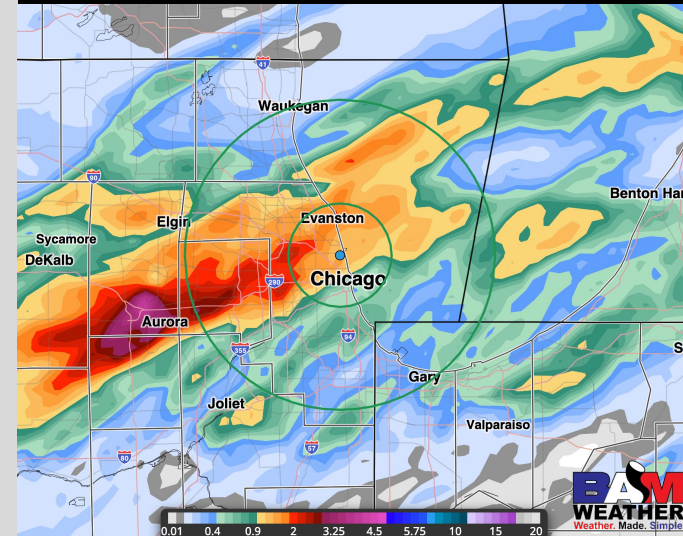 41
Waukegan
90
Benton Har
Elgin
Evanston
Sycamore
DeKalb
290
Chicago
Aurora
94
355
S
Gary
Joliet
Valparaiso
57
80
BAM
WEATHER
Weather. Made. Simple
0.01 0.4 0.9 2 3.25 4.5 5.75 10 15 20